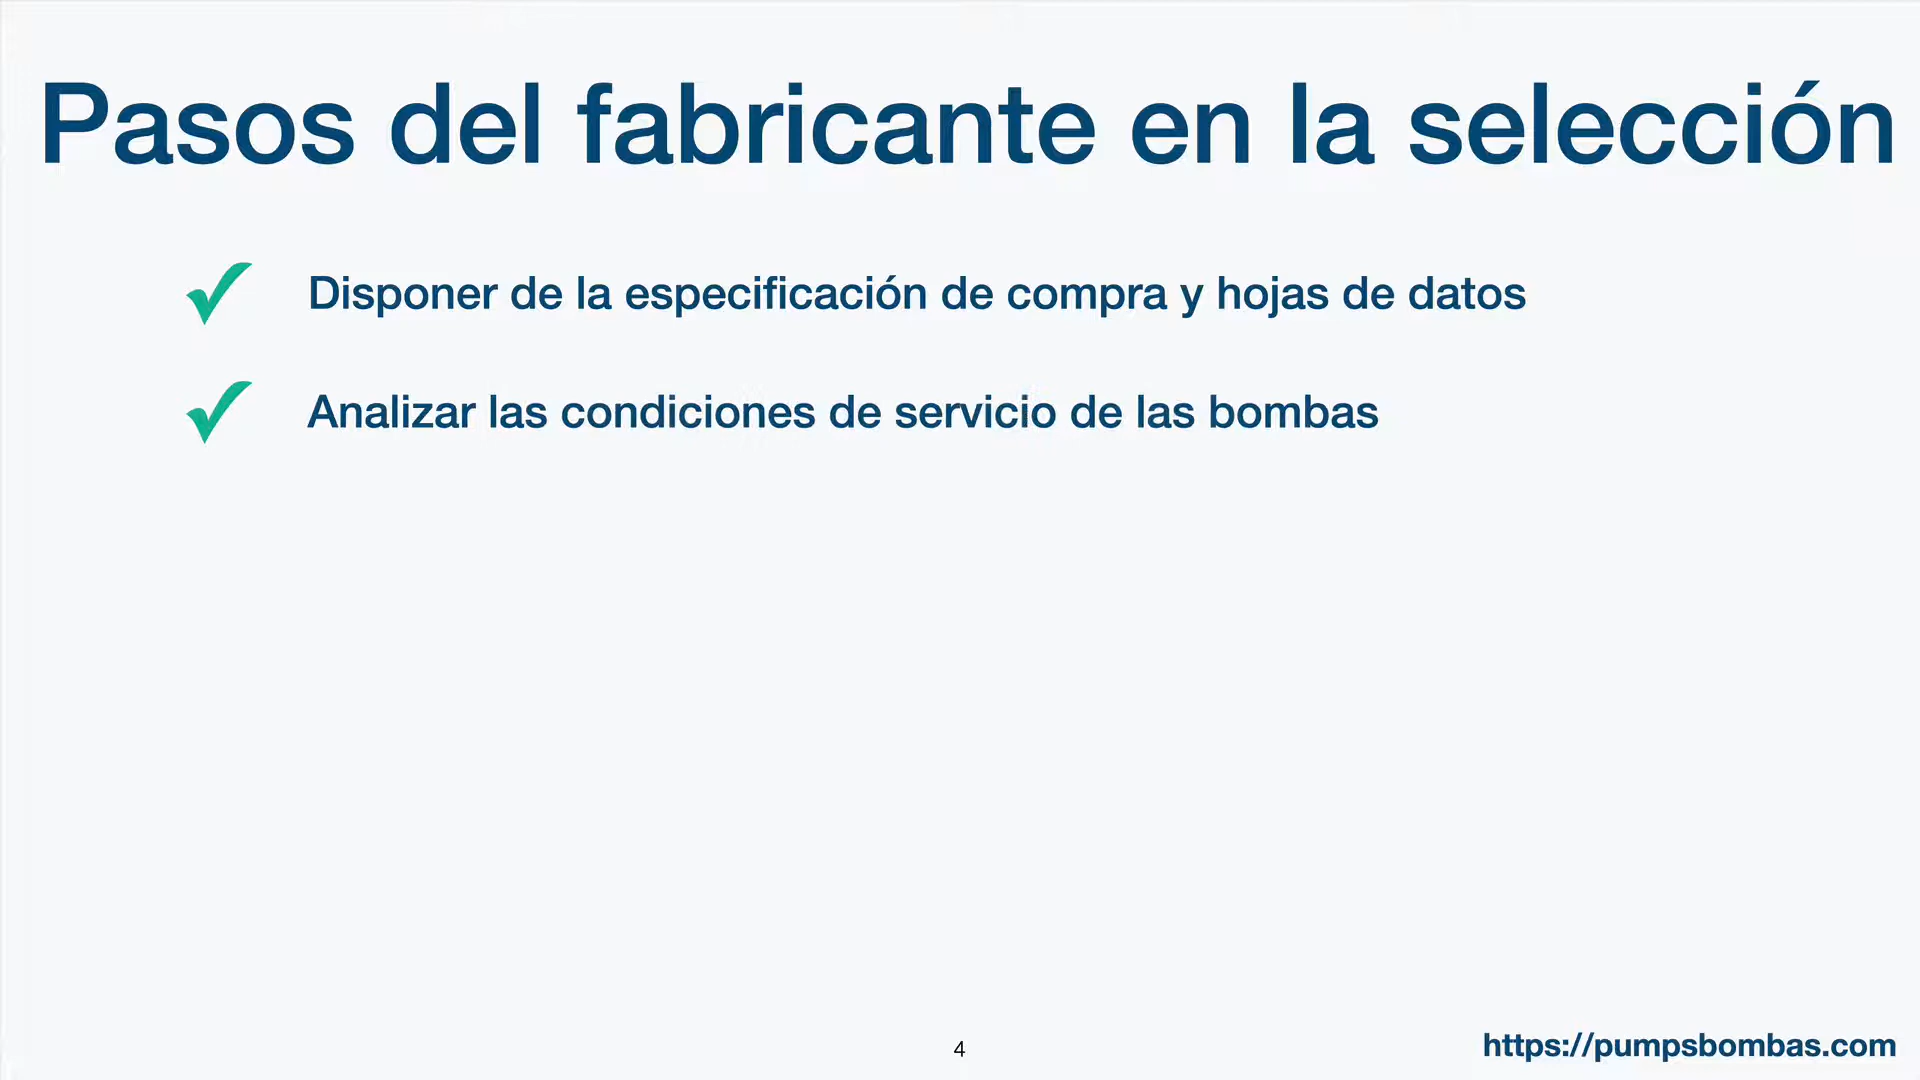 Pasos del fabricante en la selección
Disponer de la especificación de compra y hojas de datos
Analizar las condiciones de servicio de las bombas
4
https://pumpsbombas.com